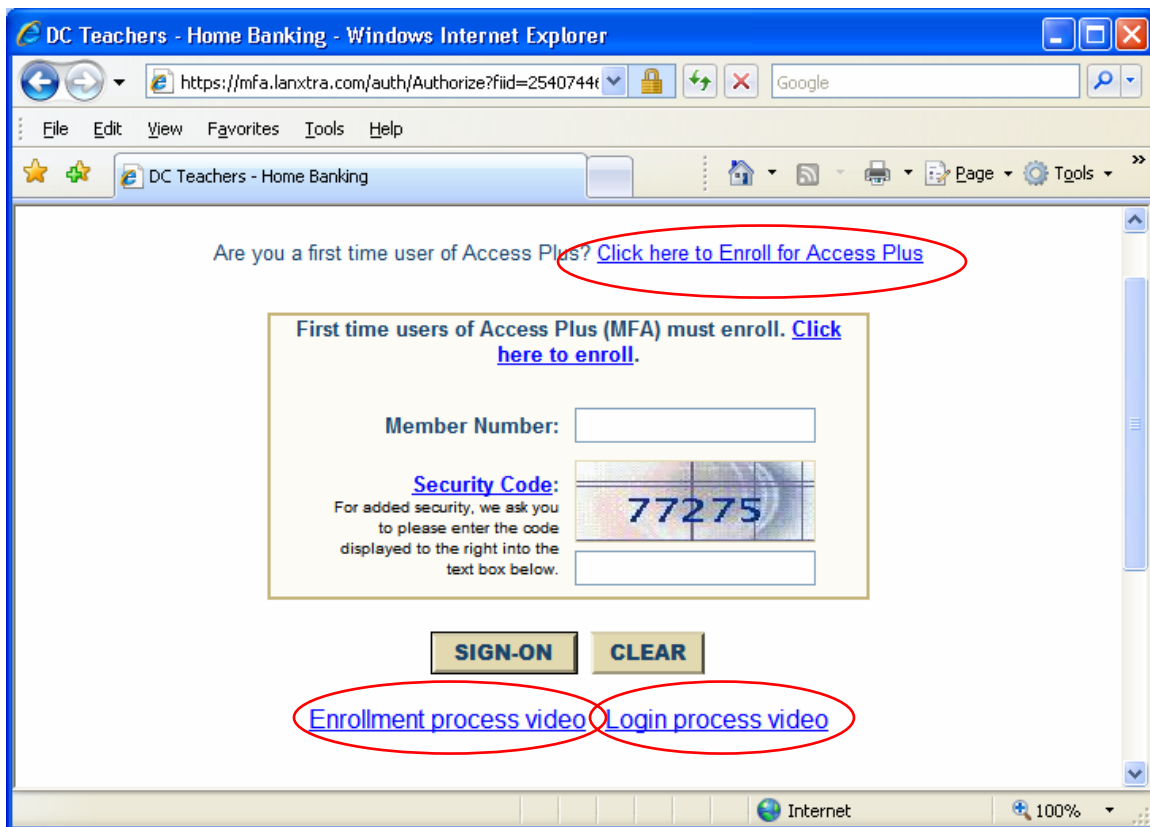 DC Teachers - Home Banking - Windows Internet Explorer
https://mfa.lanxtra.com/auth/Authorize?fiid=25407446
Google
File Edit View Favorites Tools Help
DC Teachers - Home Banking
Page Tools »
Are you a first time user of Access Plus? Click here to Enroll for Access Plus
First time users of Access Plus (MFA) must enroll. Click
here to enroll.
Member Number:
Security Code:
For added security, we ask you
to please enter the code
displayed to the right into the
text box below.
77275
SIGN-ON CLEAR
Enrollment process video Login process video
Internet 100%